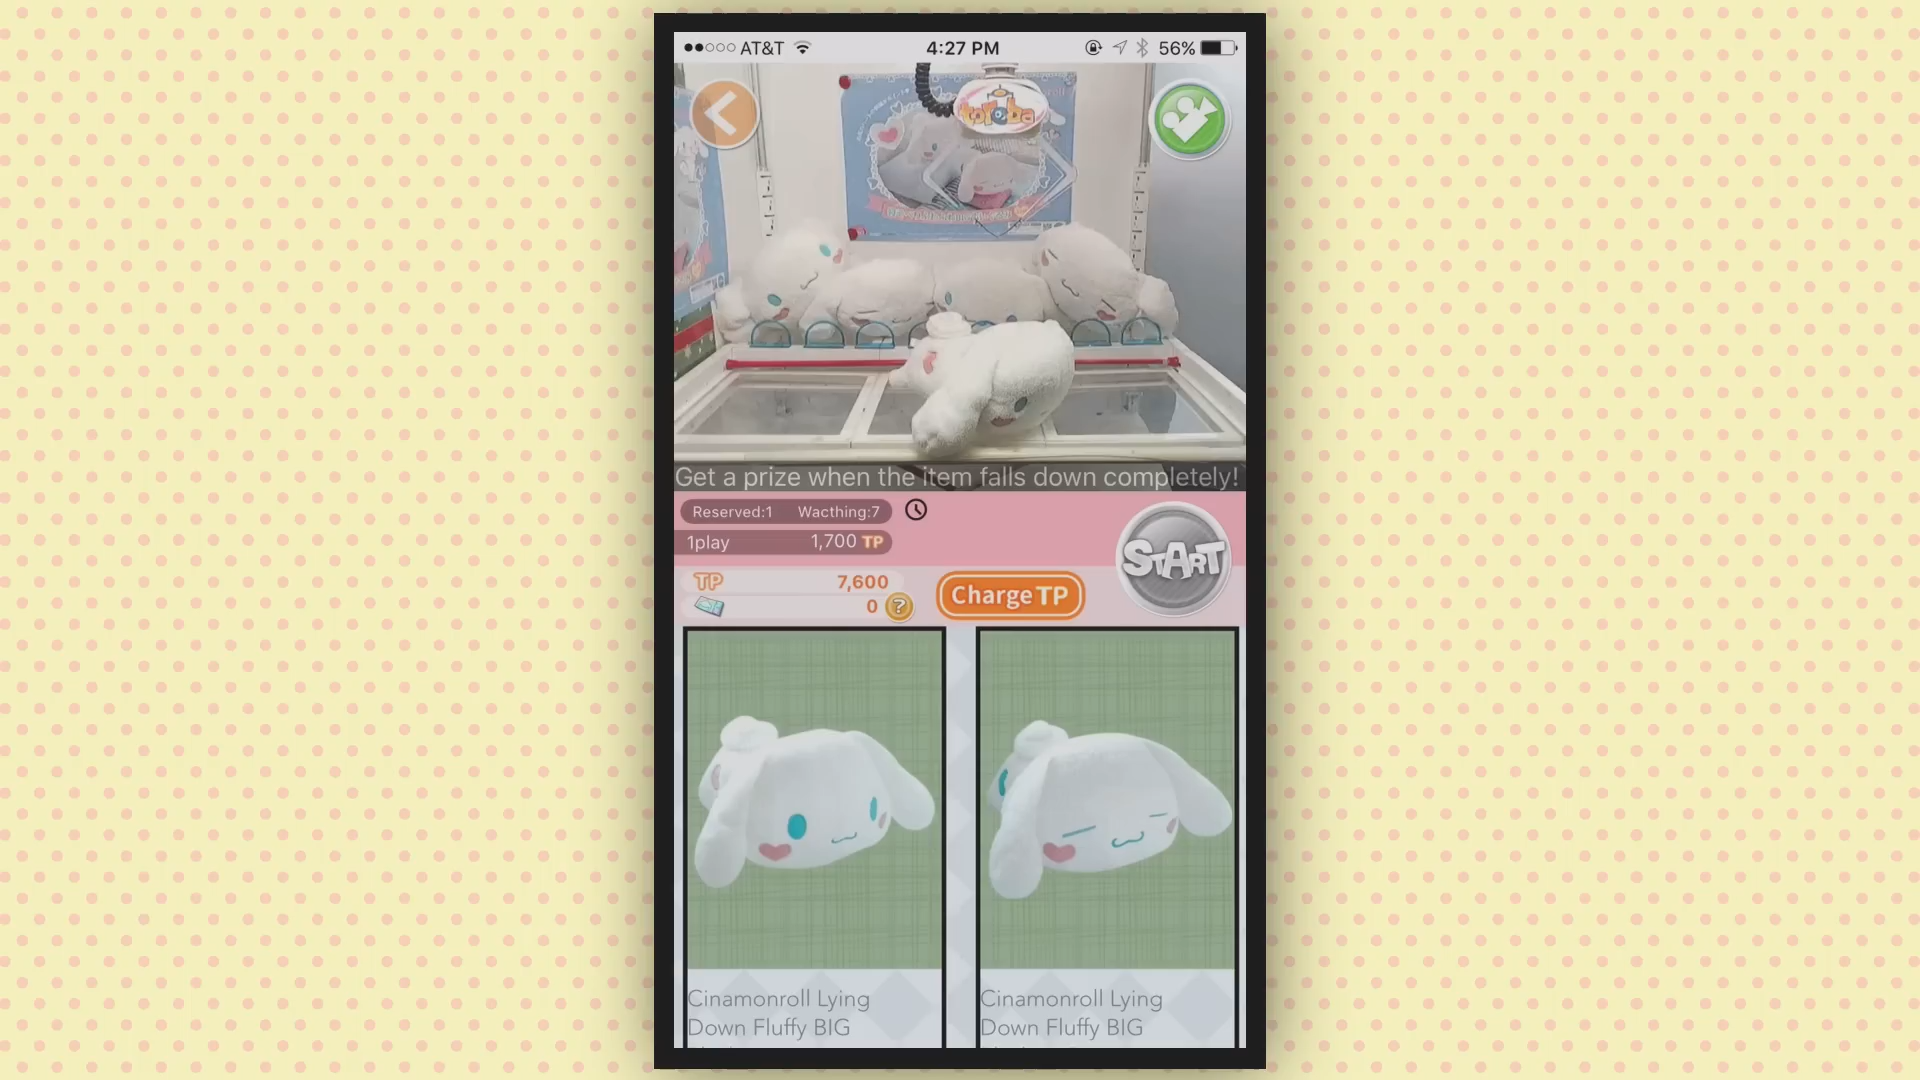 AT&T 4:27 PM 56%
toreba
Get a prize when the item falls down completely!
Reserved:1 Wacthing:7
1play 1,700 TP
START
TP 7,600
Charge TP
0 ?
Cinamonroll Lying
Down Fluffy BIG
Cinamonroll Lying
Down Fluffy BIG